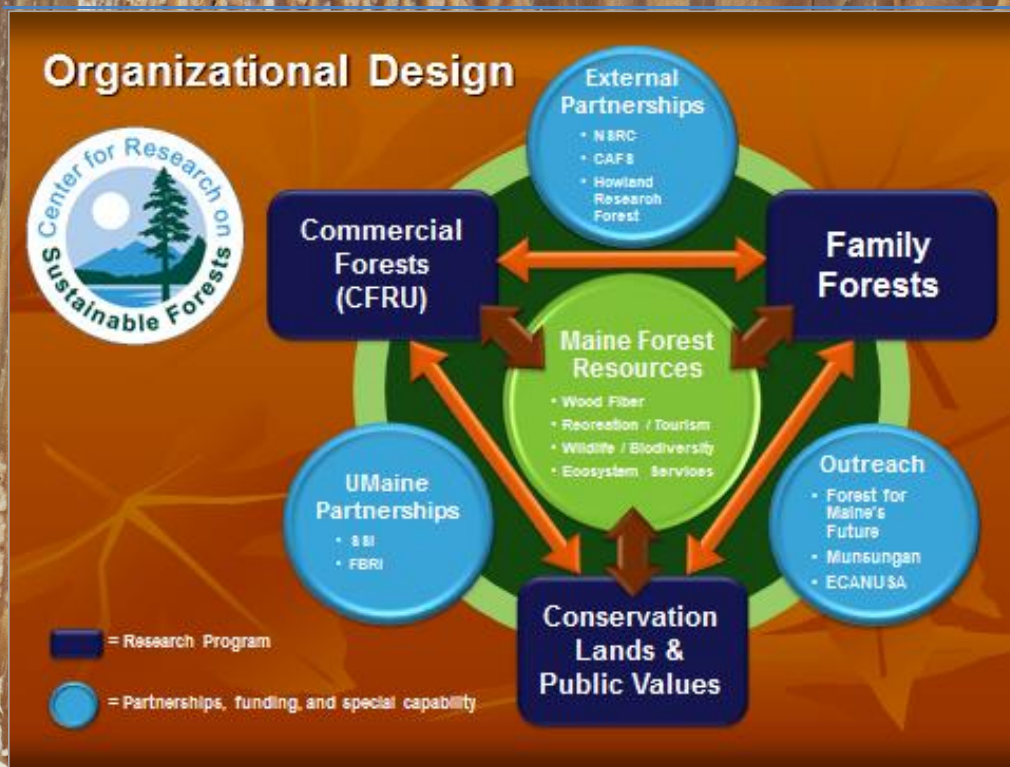 Organizational Design
Center for Research on
Sustainable Forests
External
Partnerships
• NSRC
• CAFS
• Howland
Research
Forest
Commercial
Forests
(CFRU)
Family
Forests
Maine Forest
Resources
• Wood Fiber
• Recreation / Tourism
• Wildlife / Biodiversity
• Ecosystem Services
UMaine
Partnerships
• SSI
• FBRI
Outreach
• Forest for
Maine's
Future
• Munsungan
• ECANUSA
Conservation
Lands &
Public Values
= Research Program
= Partnerships, funding, and special capability